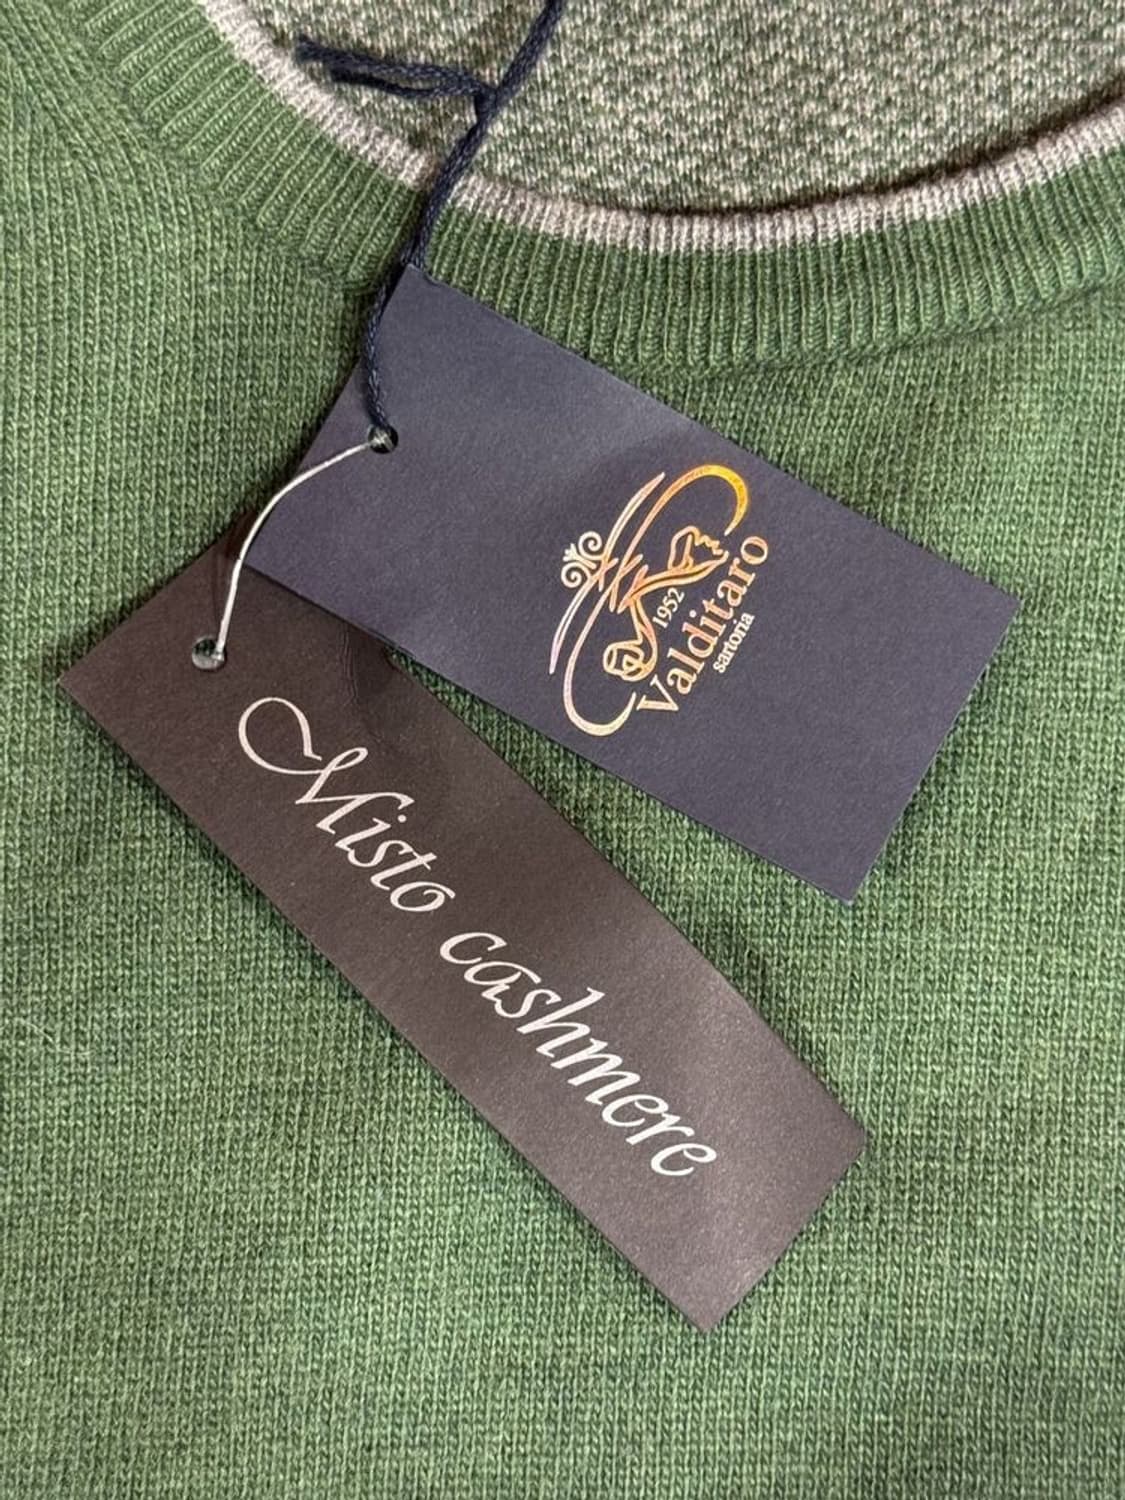 1952
Valditaro
sartoria
Misto cashmere